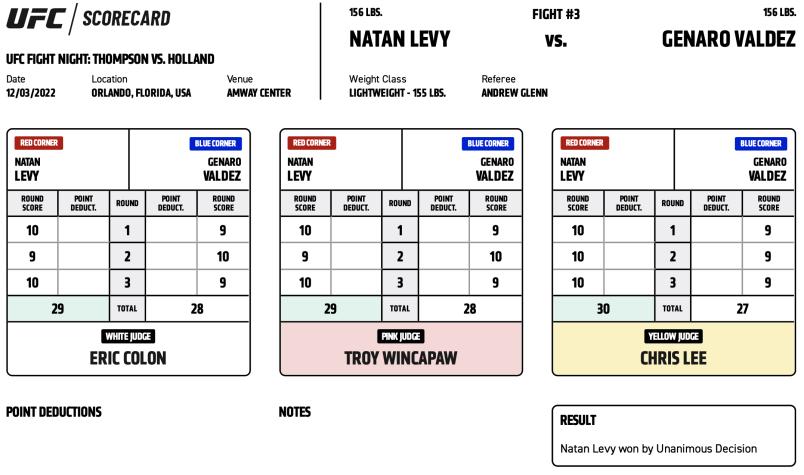 UFC / SCORECARD
UFC FIGHT NIGHT: THOMPSON VS. HOLLAND
Date Location Venue
12/03/2022 ORLANDO, FLORIDA, USA AMWAY CENTER
156 LBS. FIGHT #3 156 LBS.
NATAN LEVY VS. GENARO VALDEZ
Weight Class Referee
LIGHTWEIGHT - 155 LBS. ANDREW GLENN
RED CORNER BLUE CORNER
NATAN GENARO
LEVY VALDEZ
ROUND POINT ROUND POINT ROUND
SCORE DEDUCT. DEDUCT. SCORE
10 1 9
9 2 10
10 3 9
29 TOTAL 28
WHITE JUDGE
ERIC COLON
RED CORNER BLUE CORNER
NATAN GENARO
LEVY VALDEZ
ROUND POINT ROUND POINT ROUND
SCORE DEDUCT. DEDUCT. SCORE
10 1 9
9 2 10
10 3 9
29 TOTAL 28
PINK JUDGE
TROY WINCAPAW
RED CORNER BLUE CORNER
NATAN GENARO
LEVY VALDEZ
ROUND POINT ROUND POINT ROUND
SCORE DEDUCT. DEDUCT. SCORE
10 1 9
10 2 9
10 3 9
30 TOTAL 27
YELLOW JUDGE
CHRIS LEE
POINT DEDUCTIONS
NOTES
RESULT
Natan Levy won by Unanimous Decision